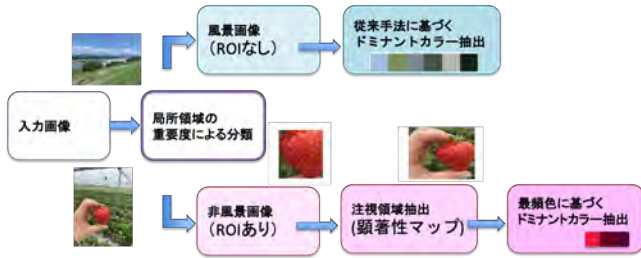 風景画像
(ROIなし)
従来手法に基づく
ドミナントカラー抽出
入力画像
局所領域の
重要度による分類
非風景画像
(ROIあり)
注視領域抽出
(顕著性マップ)
最頻色に基づく
ドミナントカラー抽出